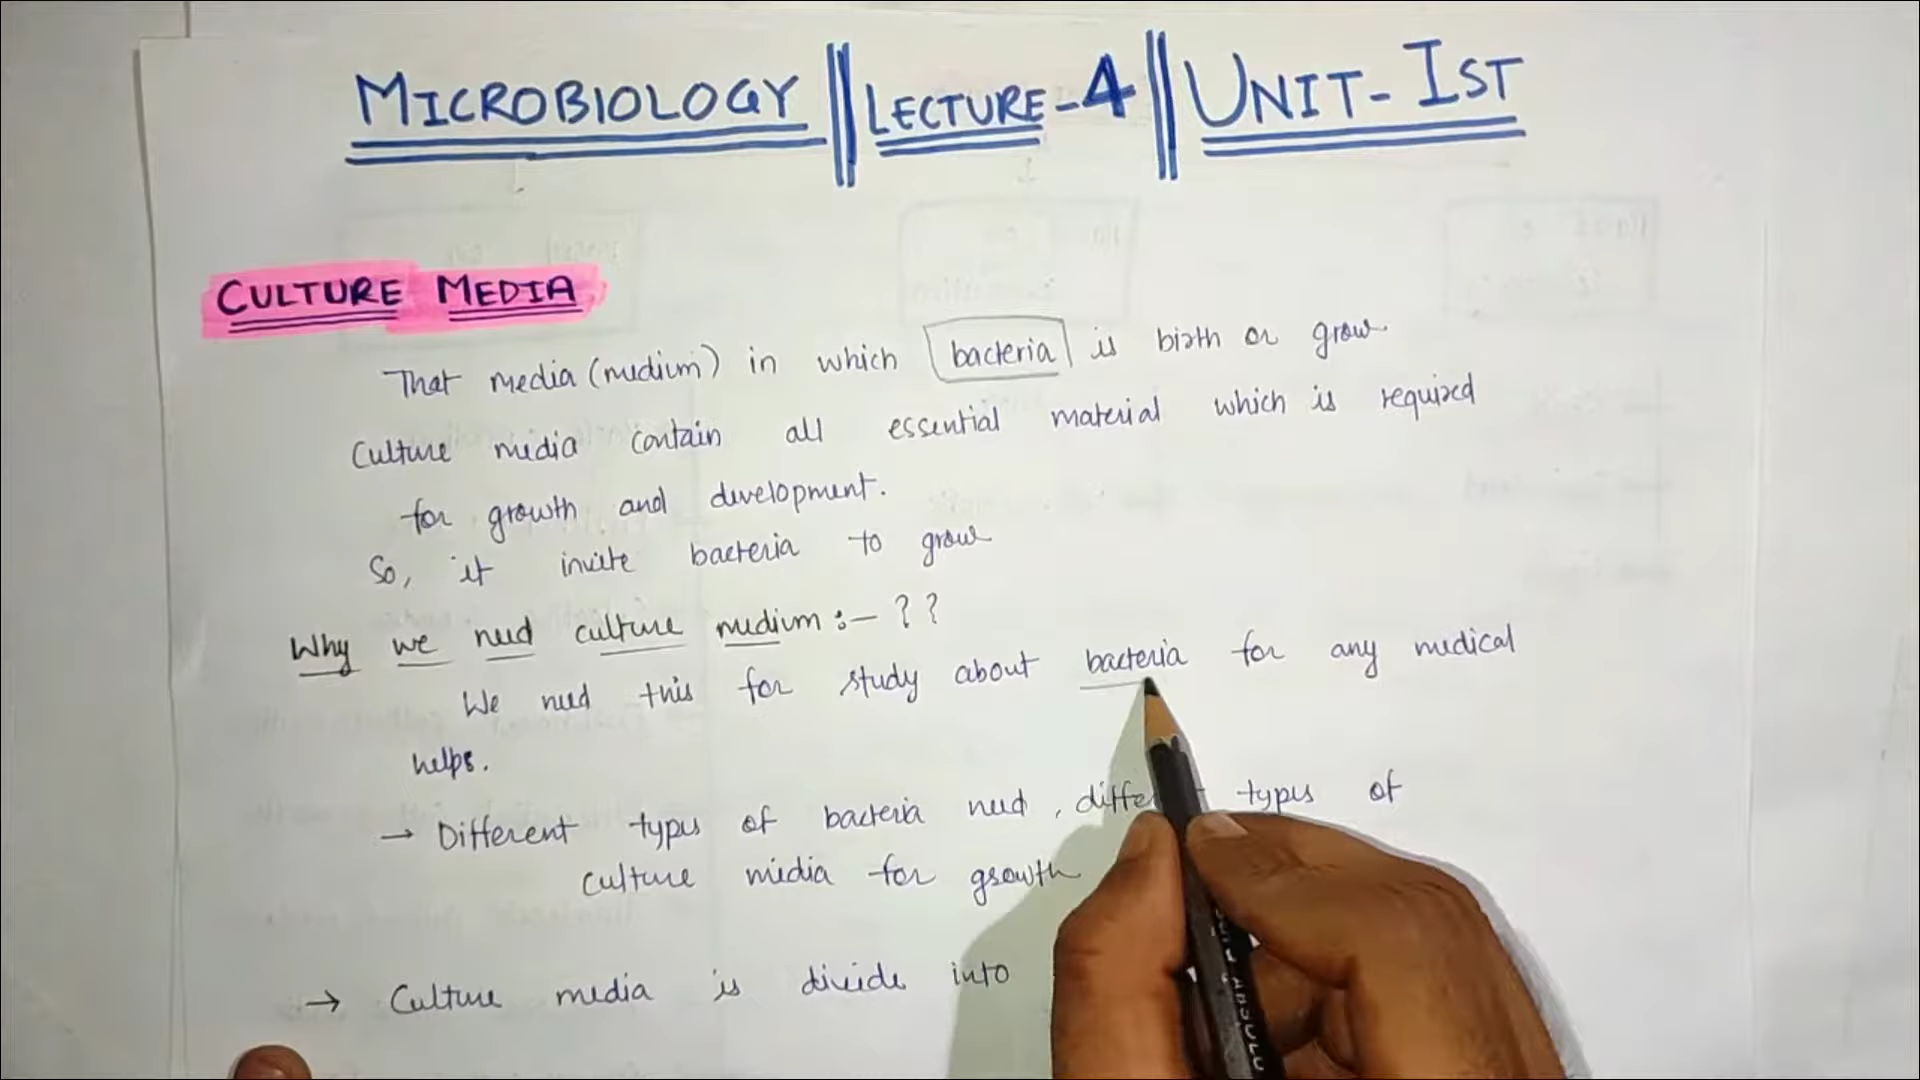 MICROBIOLOGY || LECTURE-4 || UNIT-IST
CULTURE MEDIA
That media (medium) in which bacteria is birth or grow
Culture media contain all essential material which is required
for growth and development.
So, it invite bacteria to grow
Why we need culture medium :- ??
We need this for study about bacteria for any medical
helps.
→ Different types of bacteria need, types of
culture media for growth
→ Culture media is divide into